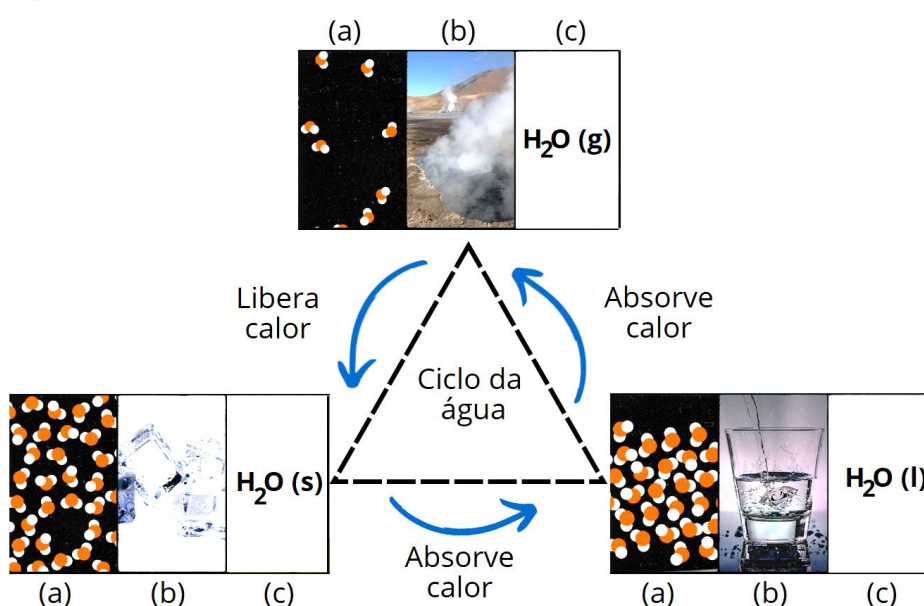 (a) (b) (c)
H₂O (g)
Libera
calor
Absorve
calor
Ciclo da
água
H₂O (s)
H₂O (l)
Absorve
calor
(a) (b) (c)
(a) (b) (c)